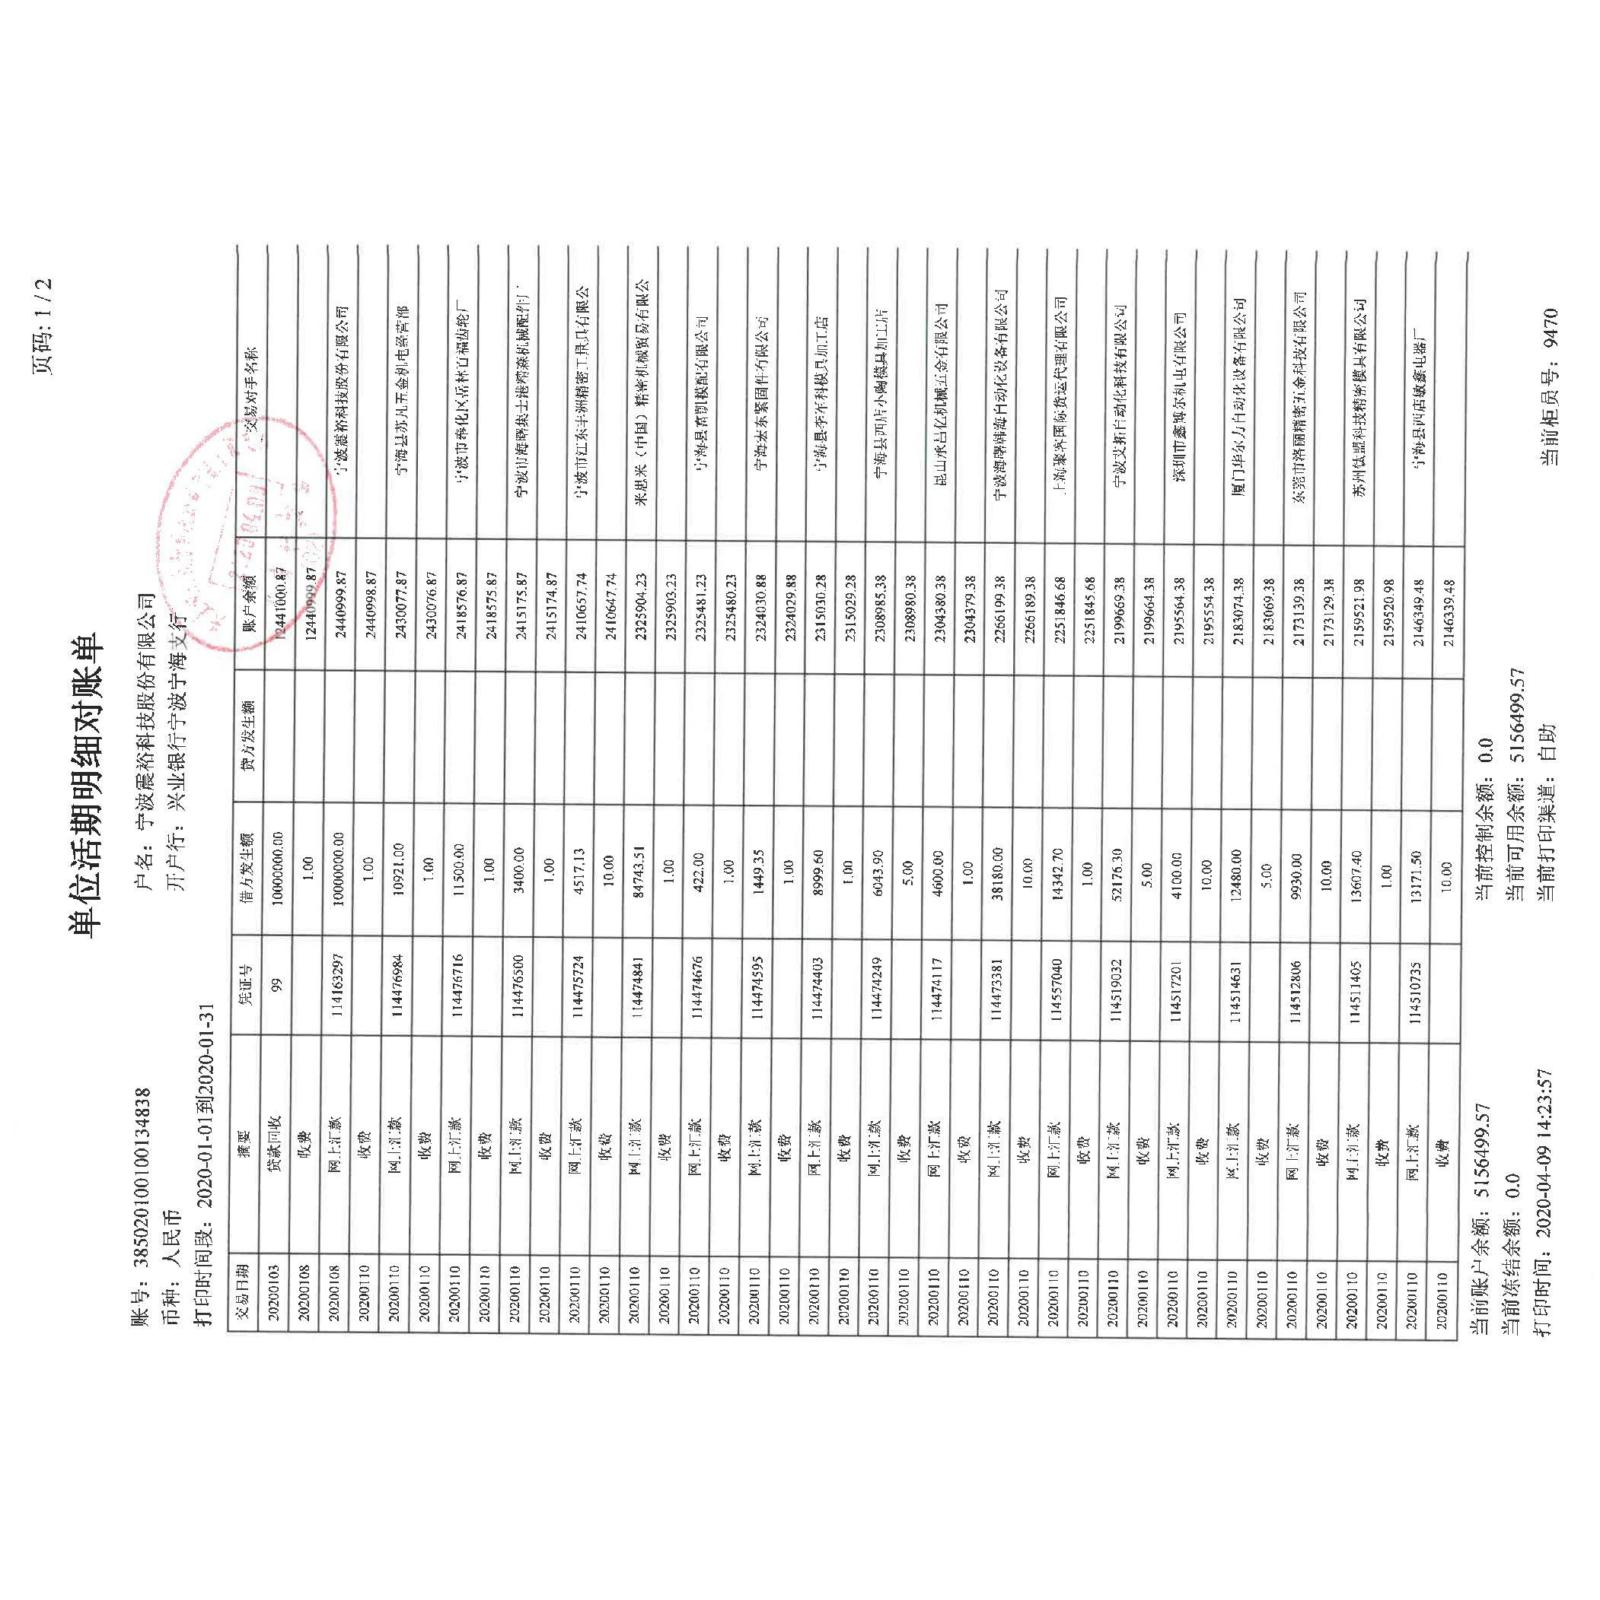 页码: 1 / 2
单位活期明细对账单
账号: 385020100100134838 户名: 宁波震裕科技股份有限公司
币种: 人民币 开户行: 兴业银行宁波宁海支行
打印时间段: 2020-01-01到2020-01-31
交易日期 摘要 凭证号 借方发生额 贷方发生额 账户余额 交易对手名称
20200103 贷款回收 99 10000000.00 12441000.87
20200108 收费 1.00 12440999.87
20200108 网上汇款 114163297 10000000.00 2440999.87 宁波震裕科技股份有限公司
20200110 收费 1.00 2440998.87
20200110 网上汇款 114476984 10921.00 2430077.87 宁海县苏凡五金机电经营部
20200110 收费 1.00 2430076.87
20200110 网上汇款 114476716 11500.00 2418576.87 宁波市奉化区岳林百福齿轮厂
20200110 收费 1.00 2418575.87
20200110 网上汇款 114476500 3400.00 2415175.87 宁波市海曙集士港精森机械配件厂
20200110 收费 1.00 2415174.87
20200110 网上汇款 114475724 4517.13 2410657.74 宁波市江东丰洲精密工具有限公
20200110 收费 10.00 2410647.74
20200110 网上汇款 114474841 84743.51 2325904.23 米思米（中国）精密机械贸易有限公
20200110 收费 1.00 2325903.23
20200110 网上汇款 114474676 422.00 2325481.23 宁海县富凯模配有限公司
20200110 收费 1.00 2325480.23
20200110 网上汇款 114474595 1449.35 2324030.88 宁海宏东紧固件有限公司
20200110 收费 1.00 2324029.88
20200110 网上汇款 114474403 8999.60 2315030.28 宁海县李军科模具加工店
20200110 收费 1.00 2315029.28
20200110 网上汇款 114474249 6043.90 2308985.38 宁海县西店小陶模具加工店
20200110 收费 5.00 2308980.38
20200110 网上汇款 114474117 4600.00 2304380.38 昆山永昌亿机械五金有限公司
20200110 收费 1.00 2304379.38
20200110 网上汇款 114473381 38180.00 2266199.38 宁波海曙韩海自动化设备有限公司
20200110 收费 10.00 2266189.38
20200110 网上汇款 114557040 14342.70 2251846.68 上海聚客国际货运代理有限公司
20200110 收费 1.00 2251845.68
20200110 网上汇款 114519032 52176.30 2199669.38 宁波艾拓自动化科技有限公司
20200110 收费 5.00 2199664.38
20200110 网上汇款 114517201 4100.00 2195564.38 深圳市鑫博尔机电有限公司
20200110 收费 10.00 2195554.38
20200110 网上汇款 114514631 12480.00 2183074.38 厦门华尔方自动化设备有限公司
20200110 收费 5.00 2183069.38
20200110 网上汇款 114512806 9930.00 2173139.38 东莞市洛丽精密五金科技有限公司
20200110 收费 10.00 2173129.38
20200110 网上汇款 114511405 13607.40 2159521.98 苏州钛盟科技精密模具有限公司
20200110 收费 1.00 2159520.98
20200110 网上汇款 114510735 13171.50 2146349.48 宁海县西店敏鑫电器厂
20200110 收费 10.00 2146339.48
当前账户余额: 5156499.57 当前控制余额: 0.0
当前冻结余额: 0.0 当前可用余额: 5156499.57
打印时间: 2020-04-09 14:23:57 当前打印渠道: 自助 当前柜员号: 9470